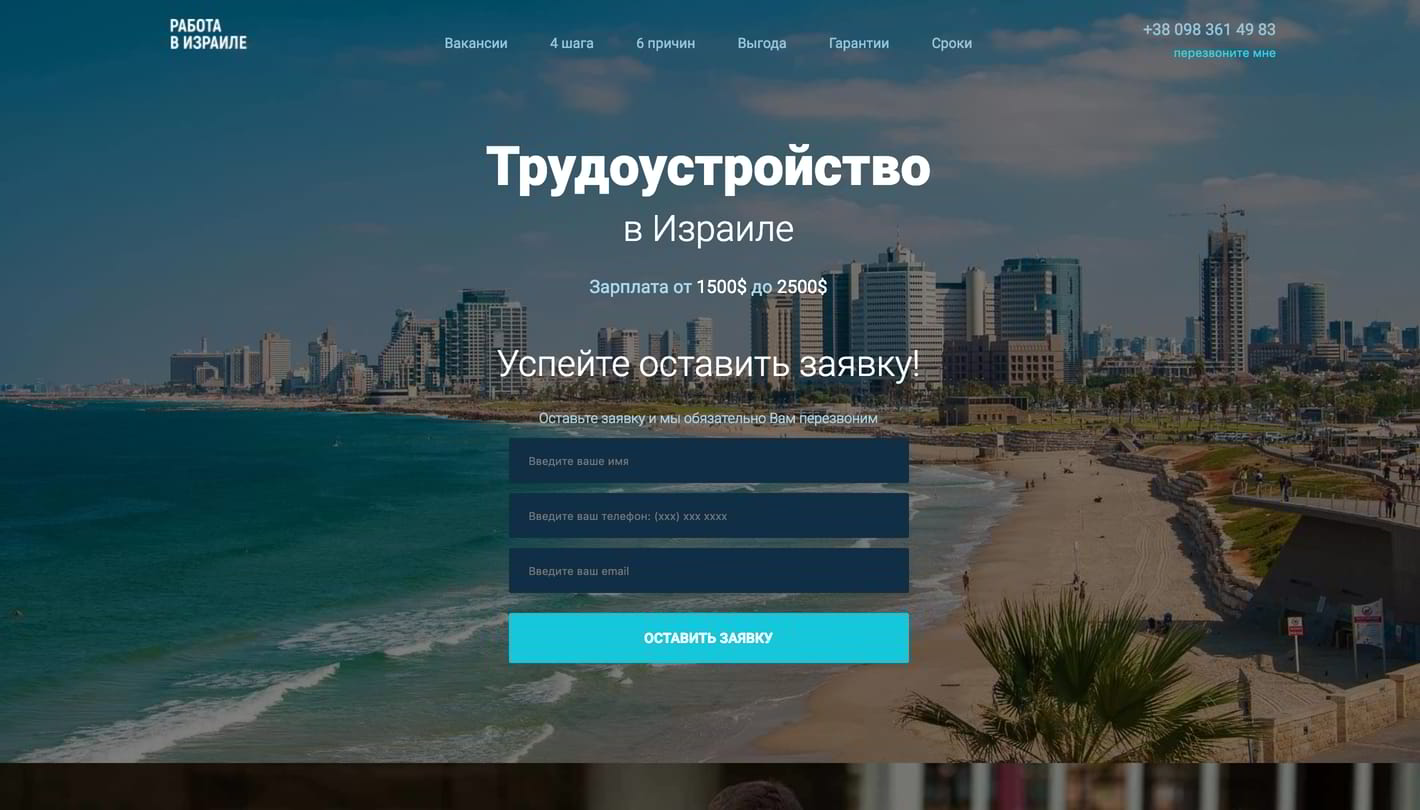 РАБОТА
В ИЗРАИЛЕ
Вакансии 4 шага 6 причин Выгода Гарантии Сроки
+38 098 361 49 83
перезвоните мне
Трудоустройство
в Израиле
Зарплата от 1500$ до 2500$
Успейте оставить заявку!
Оставьте заявку и мы обязательно Вам перезвоним
Введите ваше имя
Введите ваш телефон: (xxx) xxx xxxx
Введите ваш email
ОСТАВИТЬ ЗАЯВКУ